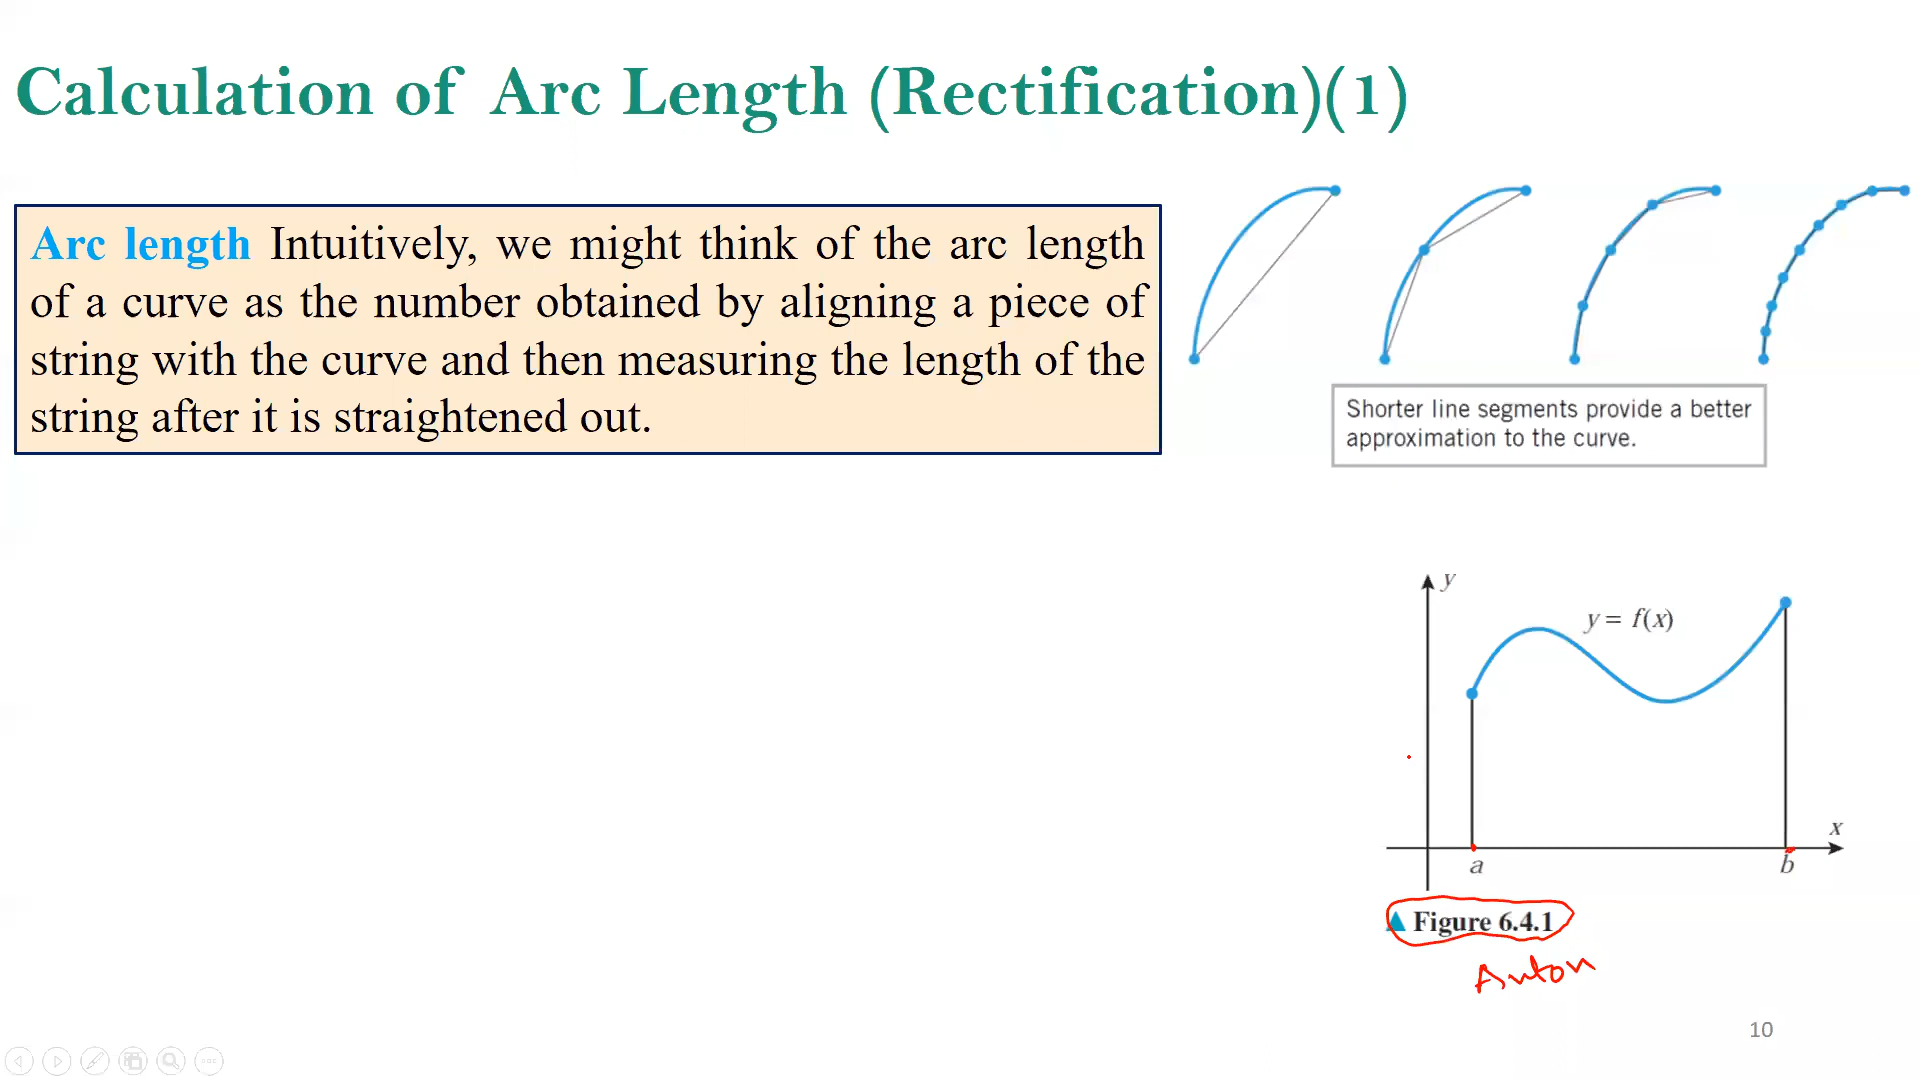 Calculation of Arc Length (Rectification)(1)
Arc length Intuitively, we might think of the arc length
of a curve as the number obtained by aligning a piece of
string with the curve and then measuring the length of the
string after it is straightened out.
Shorter line segments provide a better
approximation to the curve.
y
y = f(x)
x
a
b
▲ Figure 6.4.1
Anton
10